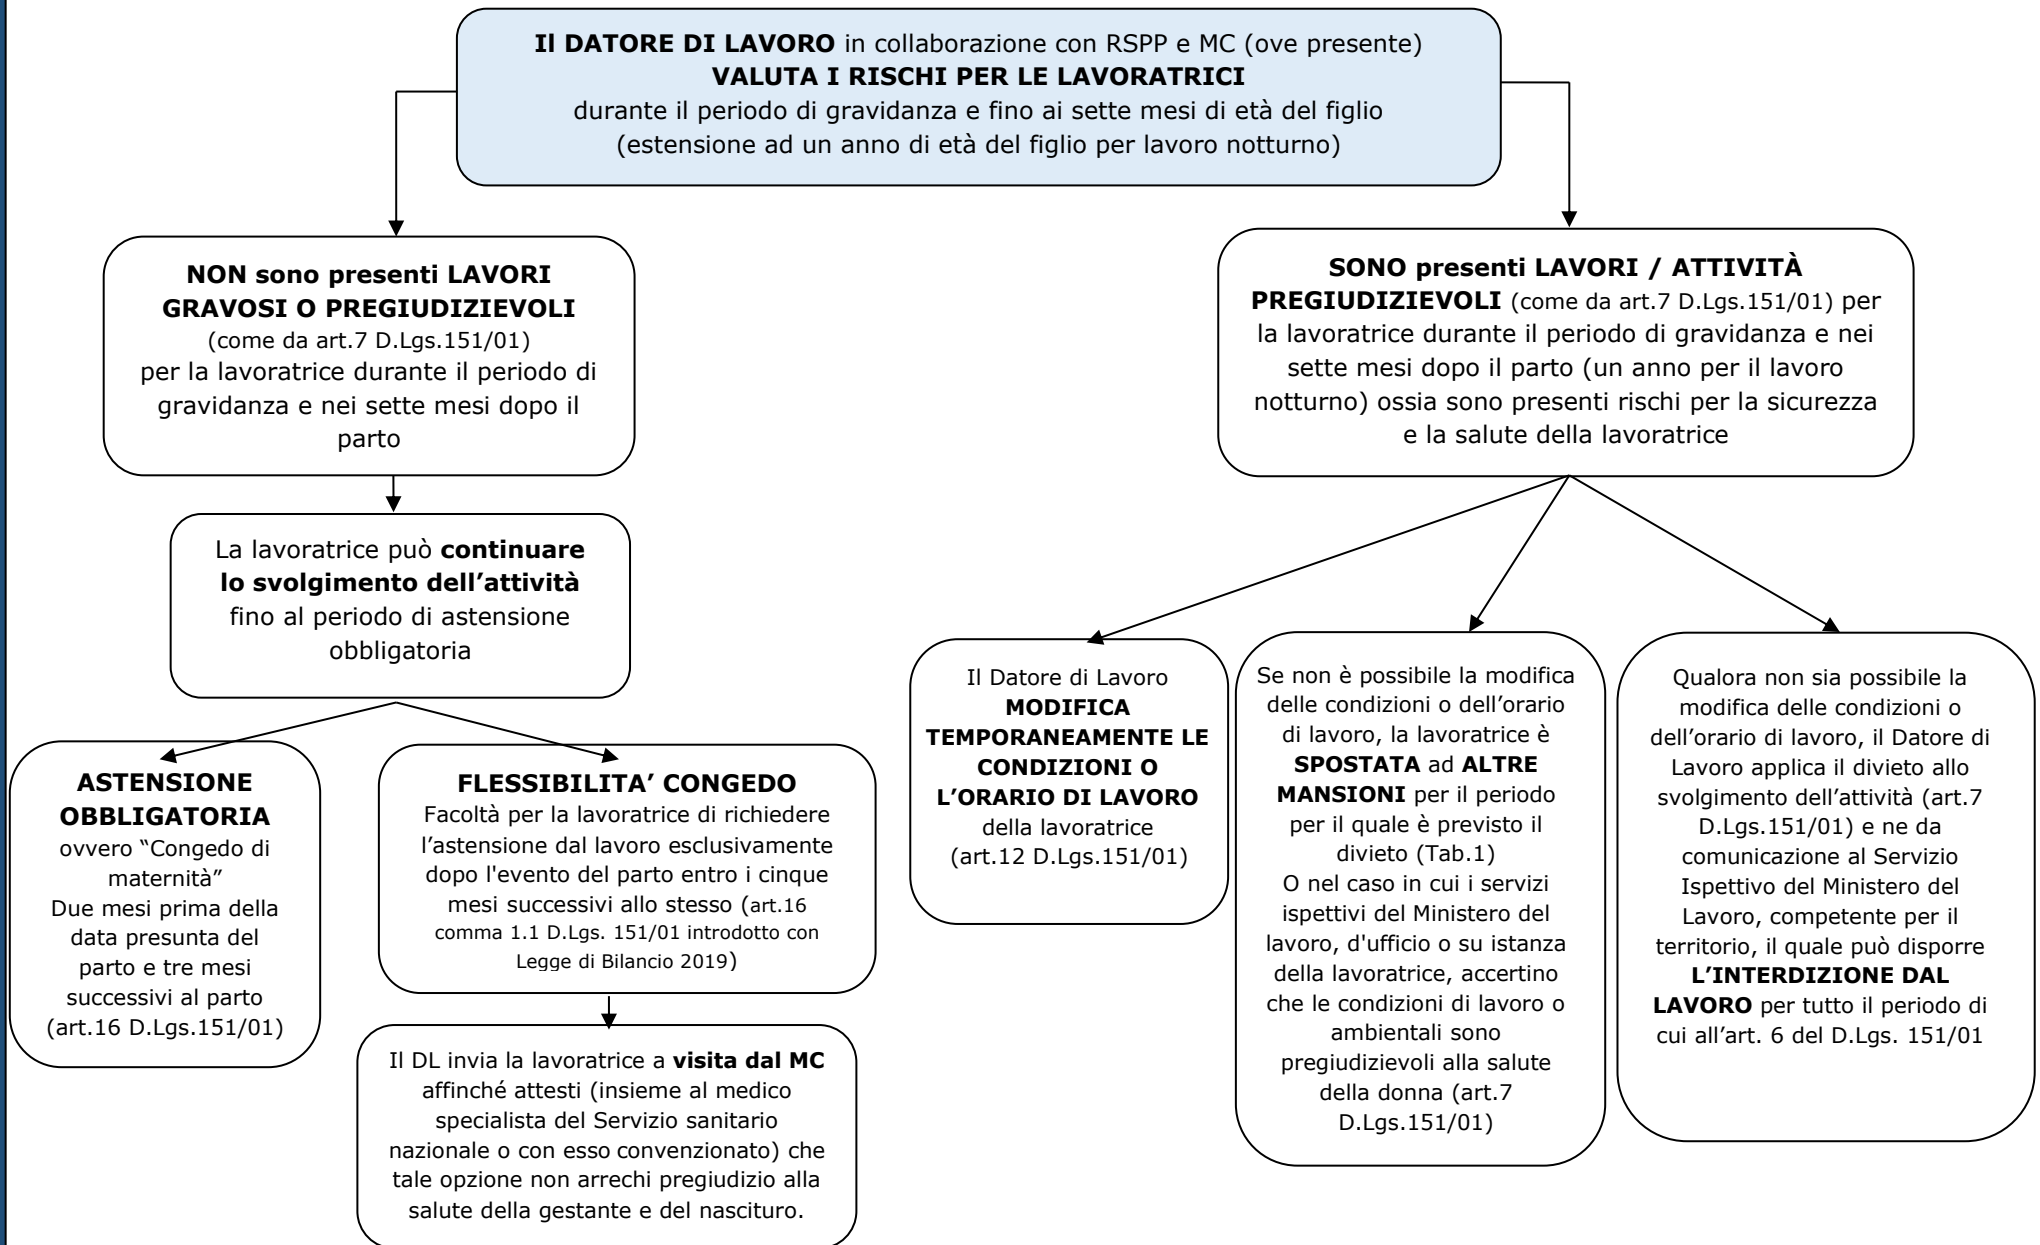 Il DATORE DI LAVORO in collaborazione con RSPP e MC (ove presente)
VALUTA I RISCHI PER LE LAVORATRICI
durante il periodo di gravidanza e fino ai sette mesi di età del figlio
(estensione ad un anno di età del figlio per lavoro notturno)
NON sono presenti LAVORI
GRAVOSI O PREGIUDIZIEVOLI
(come da art.7 D.Lgs.151/01)
per la lavoratrice durante il periodo di
gravidanza e nei sette mesi dopo il
parto
SONO presenti LAVORI / ATTIVITÀ
PREGIUDIZIEVOLI (come da art.7 D.Lgs.151/01) per
la lavoratrice durante il periodo di gravidanza e nei
sette mesi dopo il parto (un anno per il lavoro
notturno) ossia sono presenti rischi per la sicurezza
e la salute della lavoratrice
La lavoratrice può continuare
lo svolgimento dell’attività
fino al periodo di astensione
obbligatoria
ASTENSIONE
OBBLIGATORIA
ovvero “Congedo di
maternità”
Due mesi prima della
data presunta del
parto e tre mesi
successivi al parto
(art.16 D.Lgs.151/01)
FLESSIBILITA’ CONGEDO
Facoltà per la lavoratrice di richiedere
l’astensione dal lavoro esclusivamente
dopo l'evento del parto entro i cinque
mesi successivi allo stesso (art.16
comma 1.1 D.Lgs. 151/01 introdotto con
Legge di Bilancio 2019)
Il DL invia la lavoratrice a visita dal MC
affinché attesti (insieme al medico
specialista del Servizio sanitario
nazionale o con esso convenzionato) che
tale opzione non arrechi pregiudizio alla
salute della gestante e del nascituro.
Il Datore di Lavoro
MODIFICA
TEMPORANEAMENTE LE
CONDIZIONI O
L’ORARIO DI LAVORO
della lavoratrice
(art.12 D.Lgs.151/01)
Se non è possibile la modifica
delle condizioni o dell’orario
di lavoro, la lavoratrice è
SPOSTATA ad ALTRE
MANSIONI per il periodo
per il quale è previsto il
divieto (Tab.1)
O nel caso in cui i servizi
ispettivi del Ministero del
lavoro, d'ufficio o su istanza
della lavoratrice, accertino
che le condizioni di lavoro o
ambientali sono
pregiudizievoli alla salute
della donna (art.7
D.Lgs.151/01)
Qualora non sia possibile la
modifica delle condizioni o
dell’orario di lavoro, il Datore di
Lavoro applica il divieto allo
svolgimento dell’attività (art.7
D.Lgs.151/01) e ne da
comunicazione al Servizio
Ispettivo del Ministero del
Lavoro, competente per il
territorio, il quale può disporre
L’INTERDIZIONE DAL
LAVORO per tutto il periodo di
cui all’art. 6 del D.Lgs. 151/01